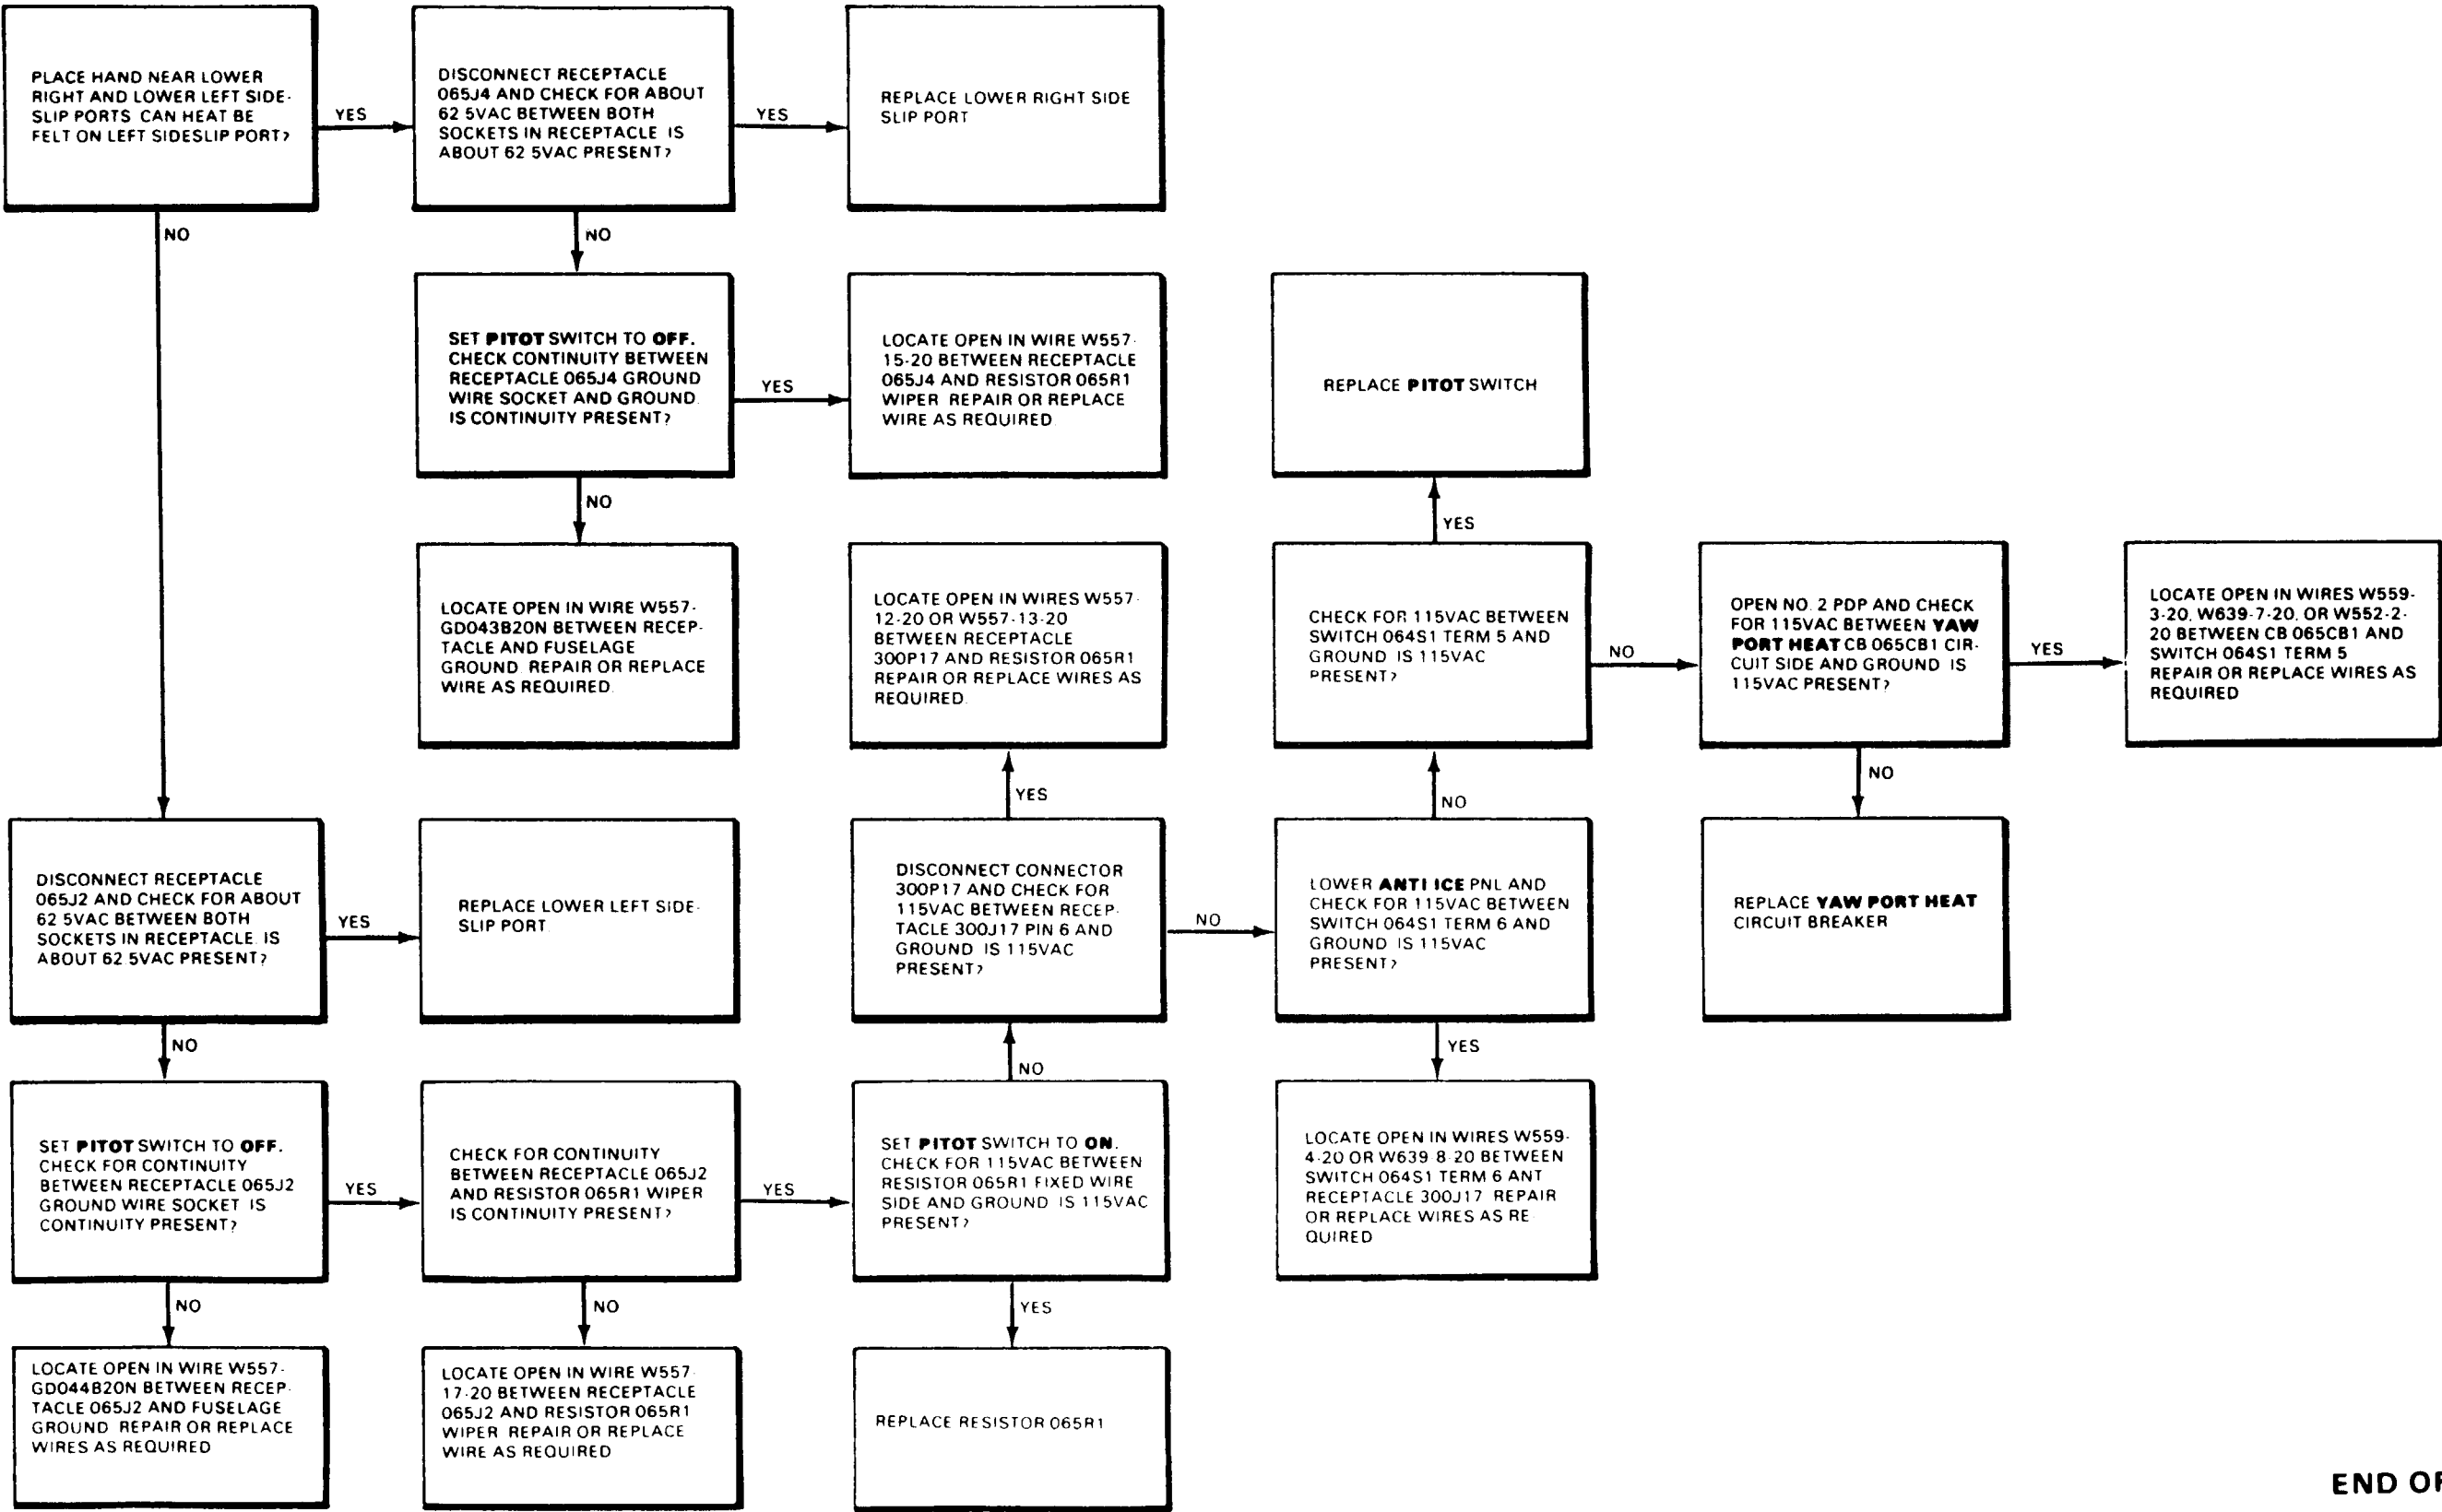 PLACE HAND NEAR LOWER
RIGHT AND LOWER LEFT SIDE-
SLIP PORTS CAN HEAT BE
FELT ON LEFT SIDESLIP PORT?
YES
DISCONNECT RECEPTACLE
065J4 AND CHECK FOR ABOUT
62 5VAC BETWEEN BOTH
SOCKETS IN RECEPTACLE IS
ABOUT 62 5VAC PRESENT?
YES
REPLACE LOWER RIGHT SIDE
SLIP PORT
NO
NO
SET PITOT SWITCH TO OFF.
CHECK CONTINUITY BETWEEN
RECEPTACLE 065J4 GROUND
WIRE SOCKET AND GROUND.
IS CONTINUITY PRESENT?
YES
LOCATE OPEN IN WIRE W557-
15-20 BETWEEN RECEPTACLE
065J4 AND RESISTOR 065R1
WIPER REPAIR OR REPLACE
WIRE AS REQUIRED.
REPLACE PITOT SWITCH
NO
YES
LOCATE OPEN IN WIRE W557-
GD043B20N BETWEEN RECEP-
TACLE AND FUSELAGE
GROUND. REPAIR OR REPLACE
WIRE AS REQUIRED.
LOCATE OPEN IN WIRES W557-
12-20 OR W557-13-20
BETWEEN RECEPTACLE
300P17 AND RESISTOR 065R1
REPAIR OR REPLACE WIRES AS
REQUIRED.
CHECK FOR 115VAC BETWEEN
SWITCH 064S1 TERM 5 AND
GROUND IS 115VAC
PRESENT?
NO
OPEN NO. 2 PDP AND CHECK
FOR 115VAC BETWEEN YAW
PORT HEAT CB 065CB1 CIR-
CUIT SIDE AND GROUND IS
115VAC PRESENT?
YES
LOCATE OPEN IN WIRES W559-
3-20, W639-7-20, OR W552-2-
20 BETWEEN CB 065CB1 AND
SWITCH 064S1 TERM 5
REPAIR OR REPLACE WIRES AS
REQUIRED
YES
NO
NO
DISCONNECT RECEPTACLE
065J2 AND CHECK FOR ABOUT
62 5VAC BETWEEN BOTH
SOCKETS IN RECEPTACLE. IS
ABOUT 62 5VAC PRESENT?
YES
REPLACE LOWER LEFT SIDE-
SLIP PORT.
DISCONNECT CONNECTOR
300P17 AND CHECK FOR
115VAC BETWEEN RECEP-
TACLE 300J17 PIN 6 AND
GROUND IS 115VAC
PRESENT?
NO
LOWER ANTI ICE PNL AND
CHECK FOR 115VAC BETWEEN
SWITCH 064S1 TERM 6 AND
GROUND IS 115VAC
PRESENT?
REPLACE YAW PORT HEAT
CIRCUIT BREAKER
NO
NO
YES
SET PITOT SWITCH TO OFF.
CHECK FOR CONTINUITY
BETWEEN RECEPTACLE 065J2
GROUND WIRE SOCKET IS
CONTINUITY PRESENT?
YES
CHECK FOR CONTINUITY
BETWEEN RECEPTACLE 065J2
AND RESISTOR 065R1 WIPER
IS CONTINUITY PRESENT?
YES
SET PITOT SWITCH TO ON.
CHECK FOR 115VAC BETWEEN
RESISTOR 065R1 FIXED WIRE
SIDE AND GROUND IS 115VAC
PRESENT?
LOCATE OPEN IN WIRES W559-
4-20 OR W639-8-20 BETWEEN
SWITCH 064S1 TERM 6 ANT
RECEPTACLE 300J17 REPAIR
OR REPLACE WIRES AS RE
QUIRED
NO
NO
YES
LOCATE OPEN IN WIRE W557-
GD044B20N BETWEEN RECEP-
TACLE 065J2 AND FUSELAGE
GROUND REPAIR OR REPLACE
WIRES AS REQUIRED
LOCATE OPEN IN WIRE W557-
17-20 BETWEEN RECEPTACLE
065J2 AND RESISTOR 065R1
WIPER REPAIR OR REPLACE
WIRE AS REQUIRED
REPLACE RESISTOR 065R1
END OF